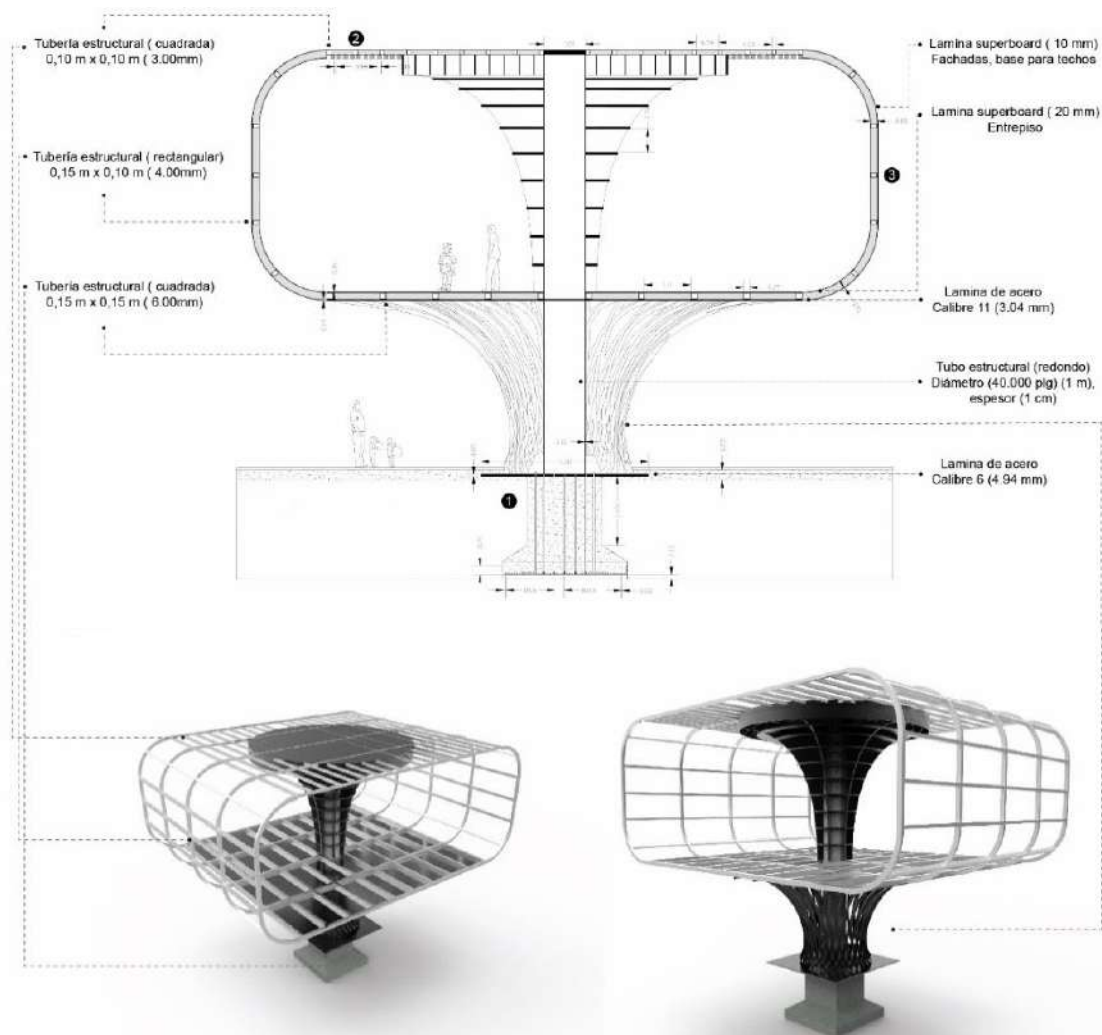 2
Tubería estructural ( cuadrada)
0,10 m x 0,10 m ( 3.00mm)
Lamina superboard ( 10 mm)
Fachadas, base para techos
Lamina superboard ( 20 mm)
Entrepiso
Tubería estructural ( rectangular)
0,15 m x 0,10 m ( 4.00mm)
3
Tubería estructural ( cuadrada)
0,15 m x 0,15 m ( 6.00mm)
Lamina de acero
Calibre 11 (3.04 mm)
Tubo estructural (redondo)
Diámetro (40.000 plg) (1 m),
espesor (1 cm)
Lamina de acero
Calibre 6 (4.94 mm)
1